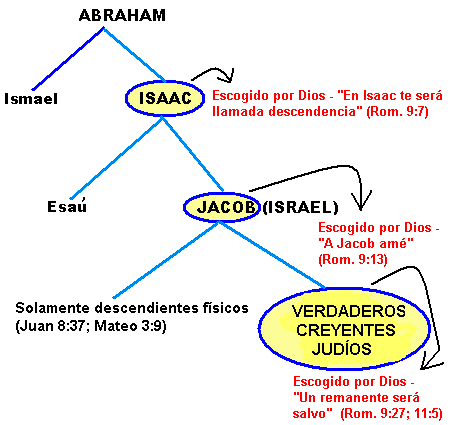 ABRAHAM
Ismael
ISAAC
Escogido por Dios - "En Isaac te será
llamada descendencia" (Rom. 9:7)
Esaú
JACOB (ISRAEL)
Escogido por Dios -
"A Jacob amé"
(Rom. 9:13)
Solamente descendientes físicos
(Juan 8:37; Mateo 3:9)
VERDADEROS
CREYENTES
JUDÍOS
Escogido por Dios -
"Un remanente será
salvo" (Rom. 9:27; 11:5)